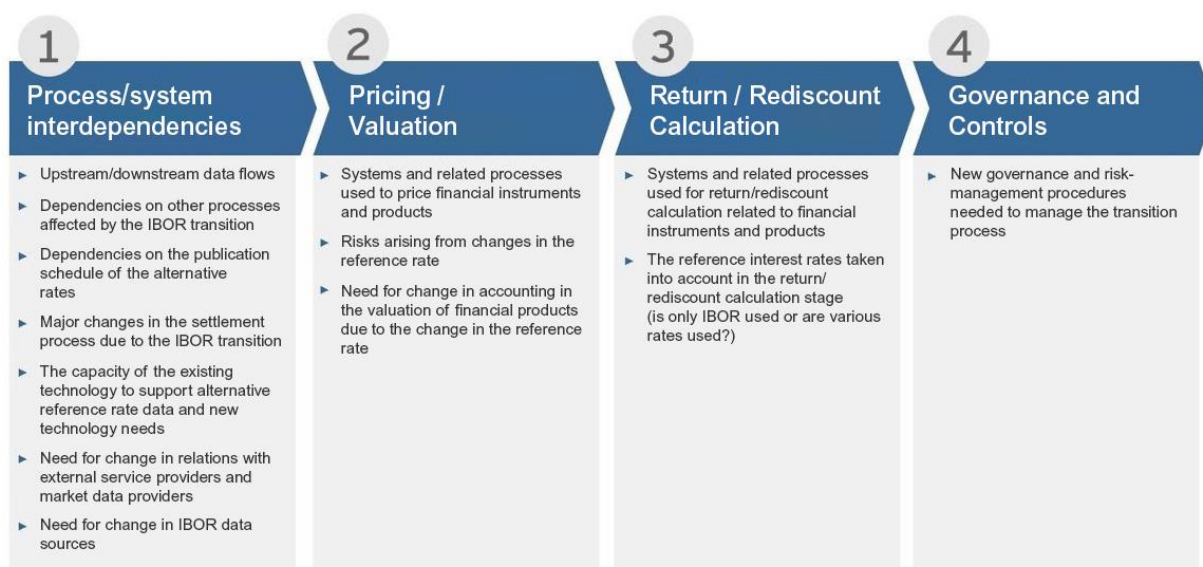 1
Process/system
interdependencies
► Upstream/downstream data flows
► Dependencies on other processes
affected by the IBOR transition
► Dependencies on the publication
schedule of the alternative
rates
► Major changes in the settlement
process due to the IBOR transition
► The capacity of the existing
technology to support alternative
reference rate data and new
technology needs
► Need for change in relations with
external service providers and
market data providers
► Need for change in IBOR data
sources
2
Pricing /
Valuation
► Systems and related processes
used to price financial instruments
and products
► Risks arising from changes in the
reference rate
► Need for change in accounting in
the valuation of financial products
due to the change in the reference
rate
3
Return / Rediscount
Calculation
► Systems and related processes
used for return/rediscount
calculation related to financial
instruments and products
► The reference interest rates taken
into account in the return/
rediscount calculation stage
(is only IBOR used or are various
rates used?)
4
Governance and
Controls
► New governance and risk-
management procedures
needed to manage the transition
process